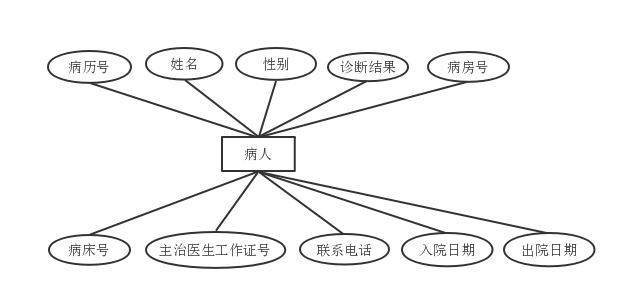 病历号
姓名
性别
诊断结果
病房号
病人
病床号
主治医生工作证号
联系电话
入院日期
出院日期